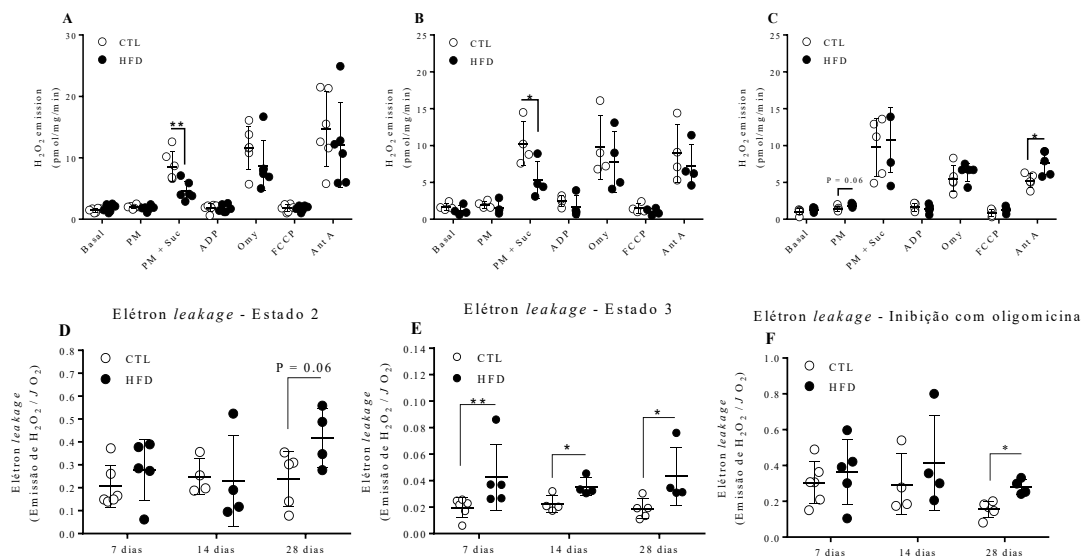 A
CTL
HFD
H2O2 emission
(pmol/mg/min)
30
20
10
0
Basal
PM
PM + Suc
ADP
Omy
FCCP
Ant A
**
B
CTL
HFD
H2O2 emission
(pmol/mg/min)
25
20
15
10
5
0
Basal
PM
PM + Suc
ADP
Omy
FCCP
Ant A
*
C
CTL
HFD
H2O2 emission
(pmol/mg/min)
25
20
15
10
5
0
Basal
PM
PM + Suc
ADP
Omy
FCCP
Ant A
P = 0.06
*
Elétron leakage - Estado 2
D
CTL
HFD
P = 0.06
Elétron leakage
(Emissão de H2O2 / J O2)
0.8
0.7
0.6
0.5
0.4
0.3
0.2
0.1
0.0
7 dias
14 dias
28 dias
Elétron leakage - Estado 3
E
CTL
HFD
**
*
*
Elétron leakage
(Emissão de H2O2 / J O2)
0.14
0.12
0.10
0.08
0.06
0.04
0.02
0.00
7 dias
14 dias
28 dias
Elétron leakage - Inibição com oligomicina
F
CTL
HFD
*
Elétron leakage
(Emissão de H2O2 / J O2)
1.0
0.8
0.6
0.4
0.2
0.0
7 dias
14 dias
28 dias